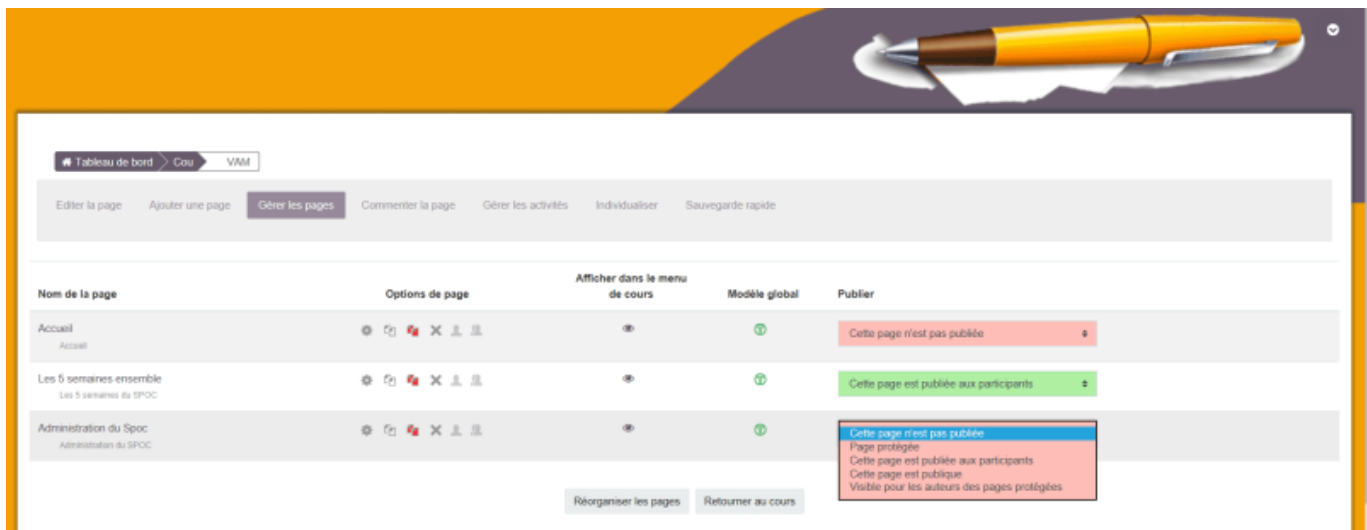 Tableau de bord Cou VAM
Editer la page Ajouter une page Gérer les pages Commenter la page Gérer les activités Individualiser Sauvegarde rapide
Nom de la page Options de page Afficher dans le menu de cours Modèle global Publier
Accueil Cette page n'est pas publiée
Accueil
Les 5 semaines ensemble Cette page est publiée aux participants
Les 5 semaines du SPOC
Administration du Spoc
Administration du SPOC
Cette page n'est pas publiée
Page protégée
Cette page est publiée aux participants
Cette page est publique
Visible pour les auteurs des pages protégées
Réorganiser les pages Retourner au cours